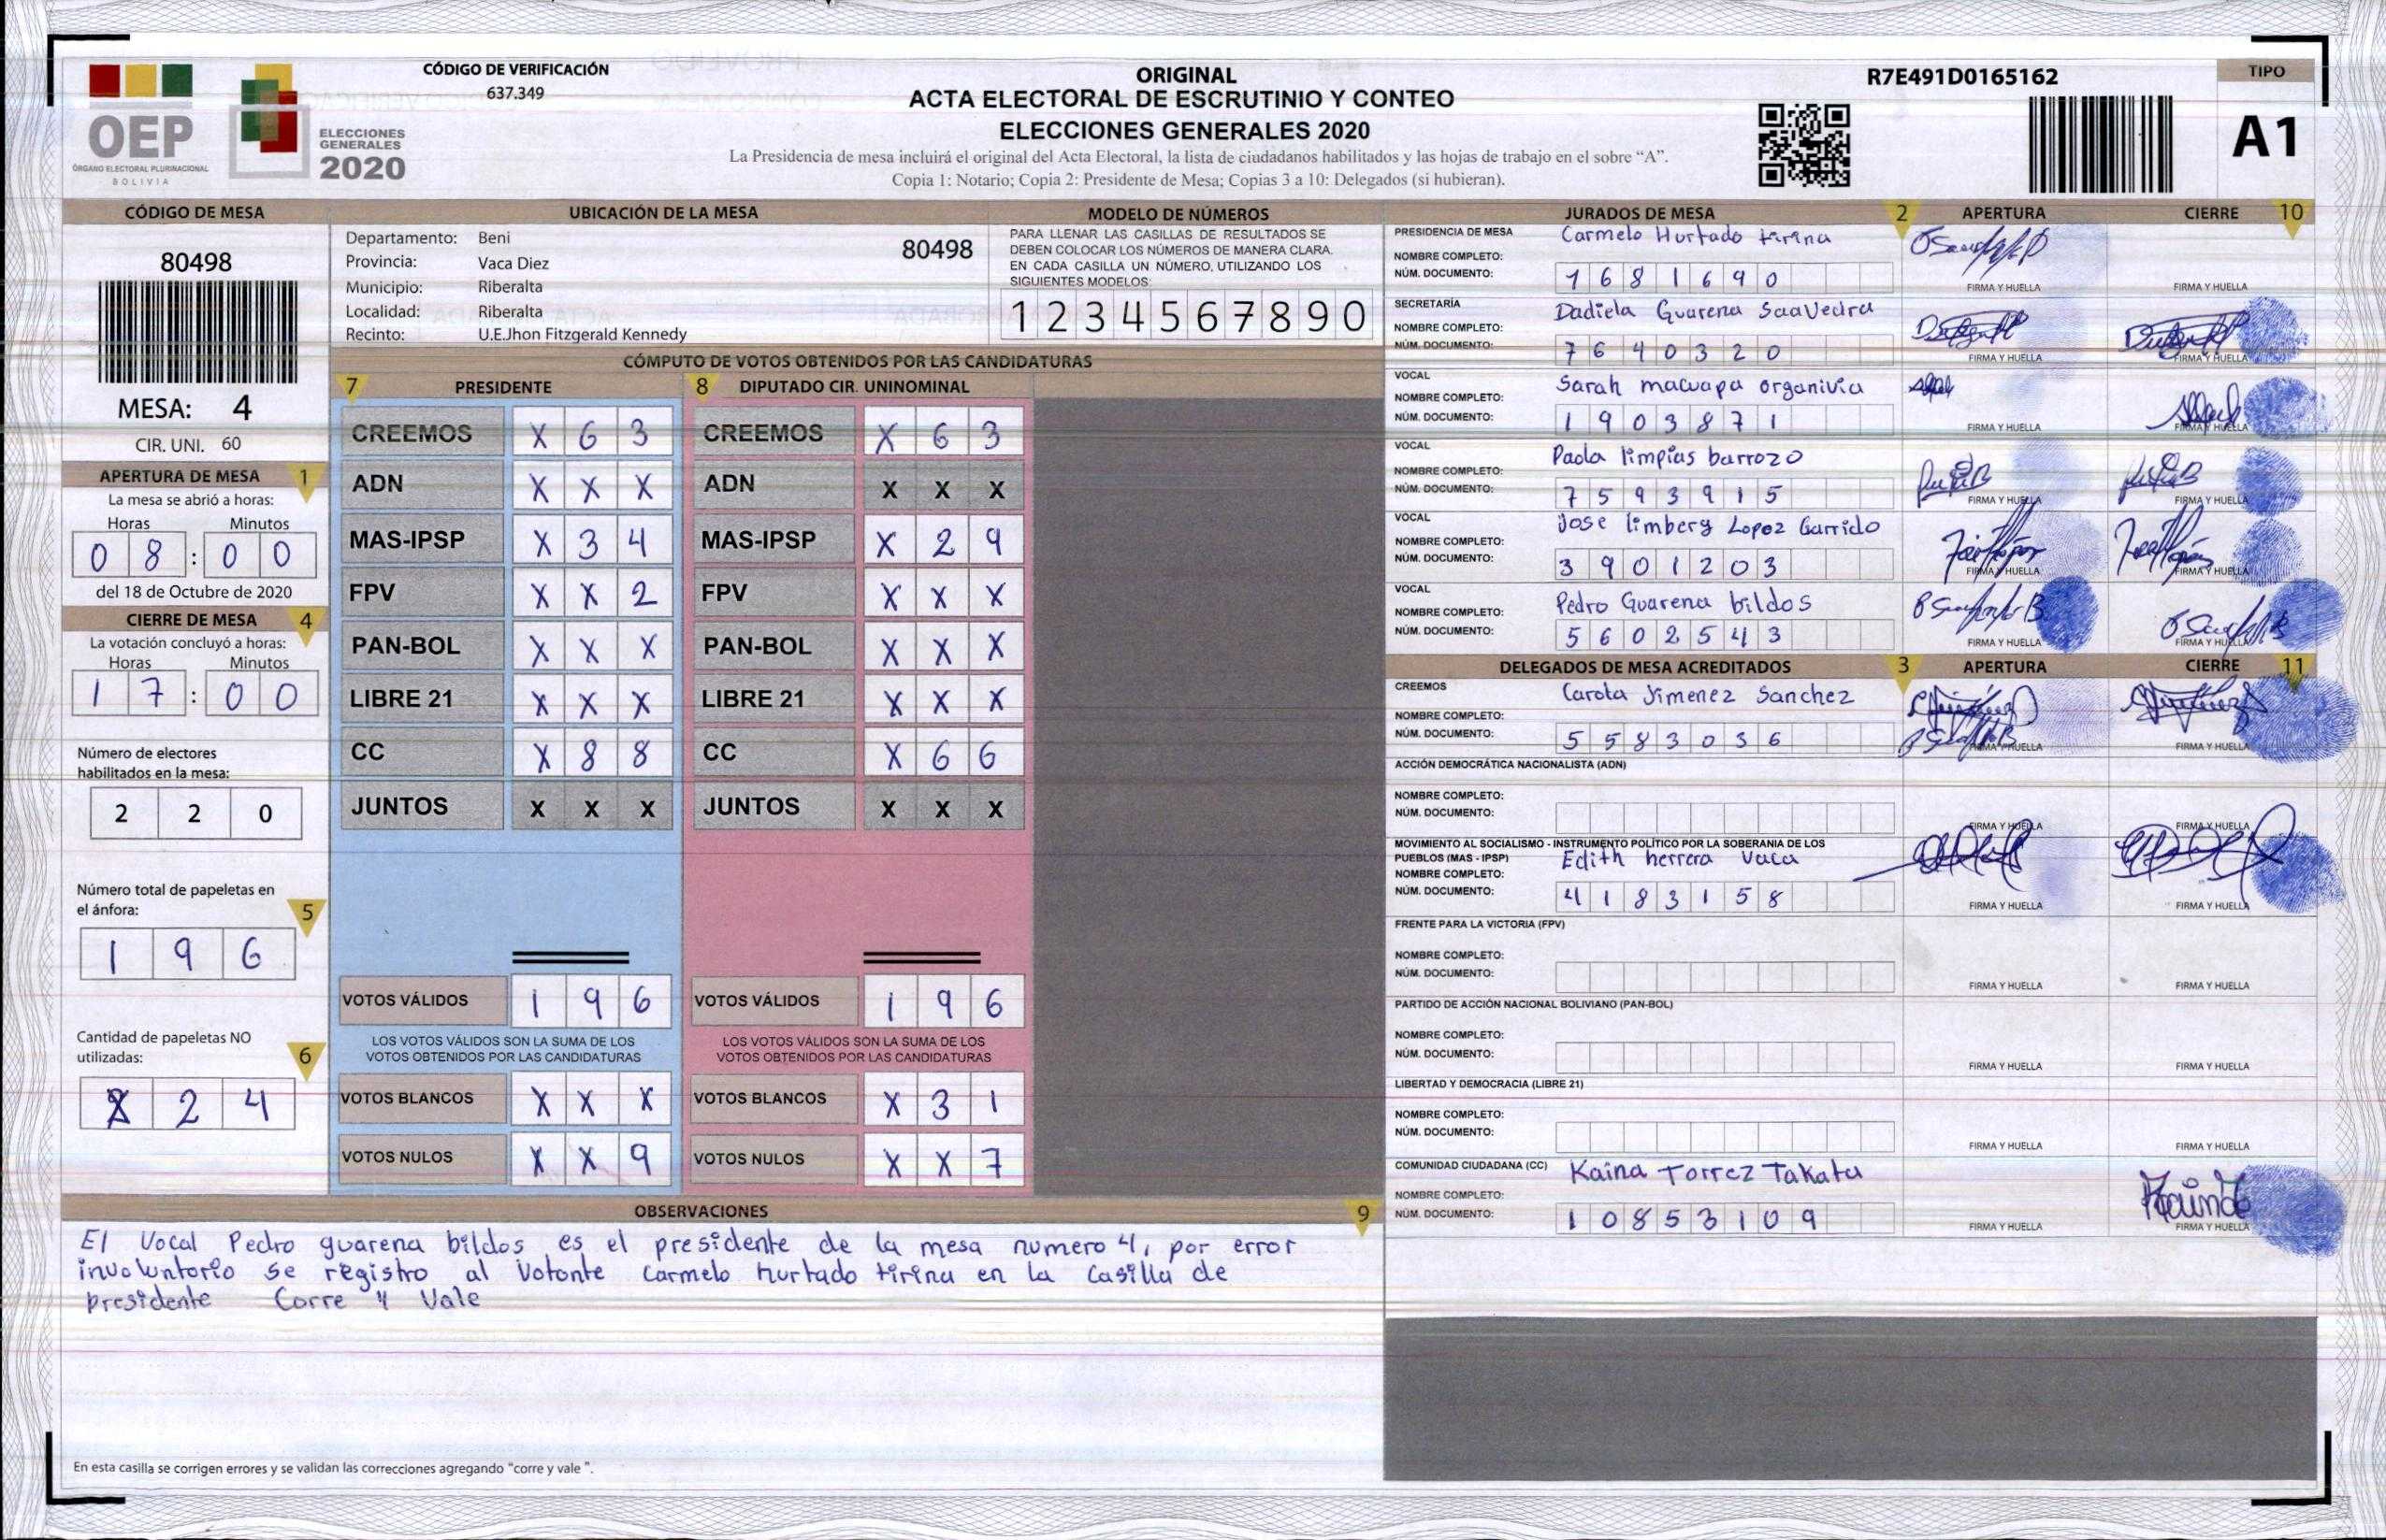 OEP
ÓRGANO ELECTORAL PLURINACIONAL
BOLIVIA
ELECCIONES
GENERALES
2020
CÓDIGO DE VERIFICACIÓN
637.349
ORIGINAL
ACTA ELECTORAL DE ESCRUTINIO Y CONTEO
ELECCIONES GENERALES 2020
La Presidencia de mesa incluirá el original del Acta Electoral, la lista de ciudadanos habilitados y las hojas de trabajo en el sobre “A”.
Copia 1: Notario; Copia 2: Presidente de Mesa; Copias 3 a 10: Delegados (si hubieran).
R7E491D0165162
TIPO
A1
CÓDIGO DE MESA
80498
MESA: 4
CIR. UNI. 60
APERTURA DE MESA 1
La mesa se abrió a horas:
Horas Minutos
0 8 : 0 0
del 18 de Octubre de 2020
CIERRE DE MESA 4
La votación concluyó a horas:
Horas Minutos
1 7 : 0 0
Número de electores
habilitados en la mesa:
2 2 0
Número total de papeletas en
el ánfora: 5
1 9 6
Cantidad de papeletas NO
utilizadas: 6
2 4
UBICACIÓN DE LA MESA
Departamento: Beni
Provincia: Vaca Diez
Municipio: Riberalta
Localidad: Riberalta
Recinto: U.E.Jhon Fitzgerald Kennedy
80498
MODELO DE NÚMEROS
PARA LLENAR LAS CASILLAS DE RESULTADOS SE
DEBEN COLOCAR LOS NÚMEROS DE MANERA CLARA.
EN CADA CASILLA UN NÚMERO, UTILIZANDO LOS
SIGUIENTES MODELOS:
1 2 3 4 5 6 7 8 9 0
CÓMPUTO DE VOTOS OBTENIDOS POR LAS CANDIDATURAS
7 PRESIDENTE
CREEMOS X 6 3
ADN X X X
MAS-IPSP X 3 4
FPV X X 2
PAN-BOL X X X
LIBRE 21 X X X
CC X 8 8
JUNTOS X X X
VOTOS VÁLIDOS 1 9 6
LOS VOTOS VÁLIDOS SON LA SUMA DE LOS
VOTOS OBTENIDOS POR LAS CANDIDATURAS
VOTOS BLANCOS X X X
VOTOS NULOS X X 9
8 DIPUTADO CIR. UNINOMINAL
CREEMOS X 6 3
ADN X X X
MAS-IPSP X 2 9
FPV X X X
PAN-BOL X X X
LIBRE 21 X X X
CC X 6 6
JUNTOS X X X
VOTOS VÁLIDOS 1 9 6
LOS VOTOS VÁLIDOS SON LA SUMA DE LOS
VOTOS OBTENIDOS POR LAS CANDIDATURAS
VOTOS BLANCOS X 3 1
VOTOS NULOS X X 7
OBSERVACIONES 9
El Vocal Pedro guarena bildos es el presidente de la mesa numero 4, por error
involuntorio se registro al Votante Carmelo hurtado tirina en la Casilla de
presidente Corre y Vale
En esta casilla se corrigen errores y se validan las correcciones agregando "corre y vale ".
JURADOS DE MESA 2 APERTURA CIERRE 10
PRESIDENCIA DE MESA Carmelo Hurtado tirina
NOMBRE COMPLETO:
NÚM. DOCUMENTO: 1 6 8 1 6 9 0
FIRMA Y HUELLA FIRMA Y HUELLA
SECRETARÍA Dadiela Guarena Saavedra
NOMBRE COMPLETO:
NÚM. DOCUMENTO: 7 6 4 0 3 2 0
FIRMA Y HUELLA FIRMA Y HUELLA
VOCAL Sarah macuapa organivia
NOMBRE COMPLETO:
NÚM. DOCUMENTO: 1 9 0 3 8 7 1
FIRMA Y HUELLA FIRMA Y HUELLA
VOCAL Paola limpias barrozo
NOMBRE COMPLETO:
NÚM. DOCUMENTO: 7 5 9 3 9 1 5
FIRMA Y HUELLA FIRMA Y HUELLA
VOCAL Jose limberg Lopez Garrido
NOMBRE COMPLETO:
NÚM. DOCUMENTO: 3 9 0 1 2 0 3
FIRMA Y HUELLA FIRMA Y HUELLA
VOCAL Pedro Guarena bildos
NOMBRE COMPLETO:
NÚM. DOCUMENTO: 5 6 0 2 5 4 3
FIRMA Y HUELLA FIRMA Y HUELLA
DELEGADOS DE MESA ACREDITADOS 3 APERTURA CIERRE 11
CREEMOS Carola Jimenez Sanchez
NOMBRE COMPLETO:
NÚM. DOCUMENTO: 5 5 8 3 0 3 6
FIRMA Y HUELLA FIRMA Y HUELLA
ACCIÓN DEMOCRÁTICA NACIONALISTA (ADN)
NOMBRE COMPLETO:
NÚM. DOCUMENTO:
FIRMA Y HUELLA FIRMA Y HUELLA
MOVIMIENTO AL SOCIALISMO - INSTRUMENTO POLÍTICO POR LA SOBERANIA DE LOS
PUEBLOS (MAS - IPSP) Edith herrera Vaca
NOMBRE COMPLETO:
NÚM. DOCUMENTO: 4 1 8 3 1 5 8
FIRMA Y HUELLA FIRMA Y HUELLA
FRENTE PARA LA VICTORIA (FPV)
NOMBRE COMPLETO:
NÚM. DOCUMENTO:
FIRMA Y HUELLA FIRMA Y HUELLA
PARTIDO DE ACCIÓN NACIONAL BOLIVIANO (PAN-BOL)
NOMBRE COMPLETO:
NÚM. DOCUMENTO:
FIRMA Y HUELLA FIRMA Y HUELLA
LIBERTAD Y DEMOCRACIA (LIBRE 21)
NOMBRE COMPLETO:
NÚM. DOCUMENTO:
FIRMA Y HUELLA FIRMA Y HUELLA
COMUNIDAD CIUDADANA (CC) Kaina Torrez Takata
NOMBRE COMPLETO:
NÚM. DOCUMENTO: 1 0 8 5 3 1 0 9
FIRMA Y HUELLA FIRMA Y HUELLA